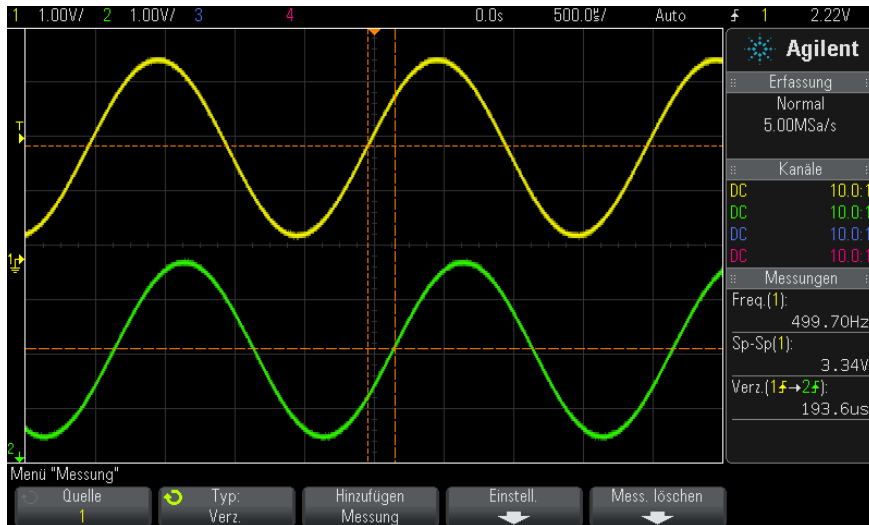 1 1.00V/ 2 1.00V/ 3 4 0.0s 500.0㎲/ Auto 1 2.22V
Agilent
Erfassung
Normal
5.00MSa/s
Kanäle
DC 10.0:1
DC 10.0:1
DC 10.0:1
DC 10.0:1
Messungen
Freq.(1):
499.70Hz
Sp-Sp(1):
3.34V
Verz.(1→2):
193.6us
T
1
2
Menü "Messung"
Quelle
1
Typ:
Verz.
Hinzufügen
Messung
Einstell.
Mess. löschen